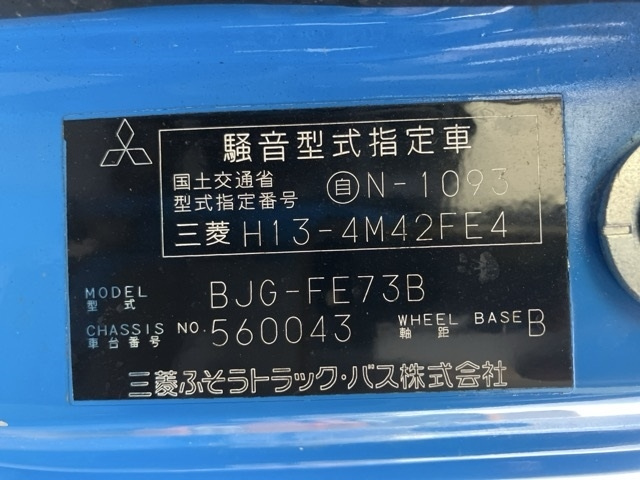 騒音型式指定車
国土交通省
型式指定番号 自N-1093
三菱 H13-4M42FE4
MODEL 型式 BJG-FE73B
CHASSIS NO. 車台番号 560043 WHEEL BASE 軸距 B
三菱ふそうトラック・バス株式会社